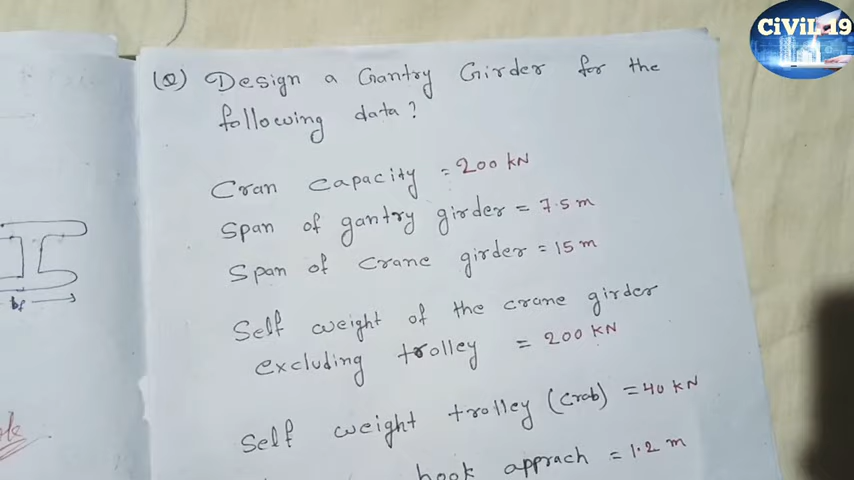 CiViL 19
(Q) Design a Gantry Girder for the
following data?
Cran capacity = 200 kN
Span of gantry girder = 7.5 m
Span of crane girder = 15 m
Self weight of the crane girder
excluding trolley = 200 KN
Self weight trolley (crab) = 40 KN
hook apprach = 1.2 m
bf